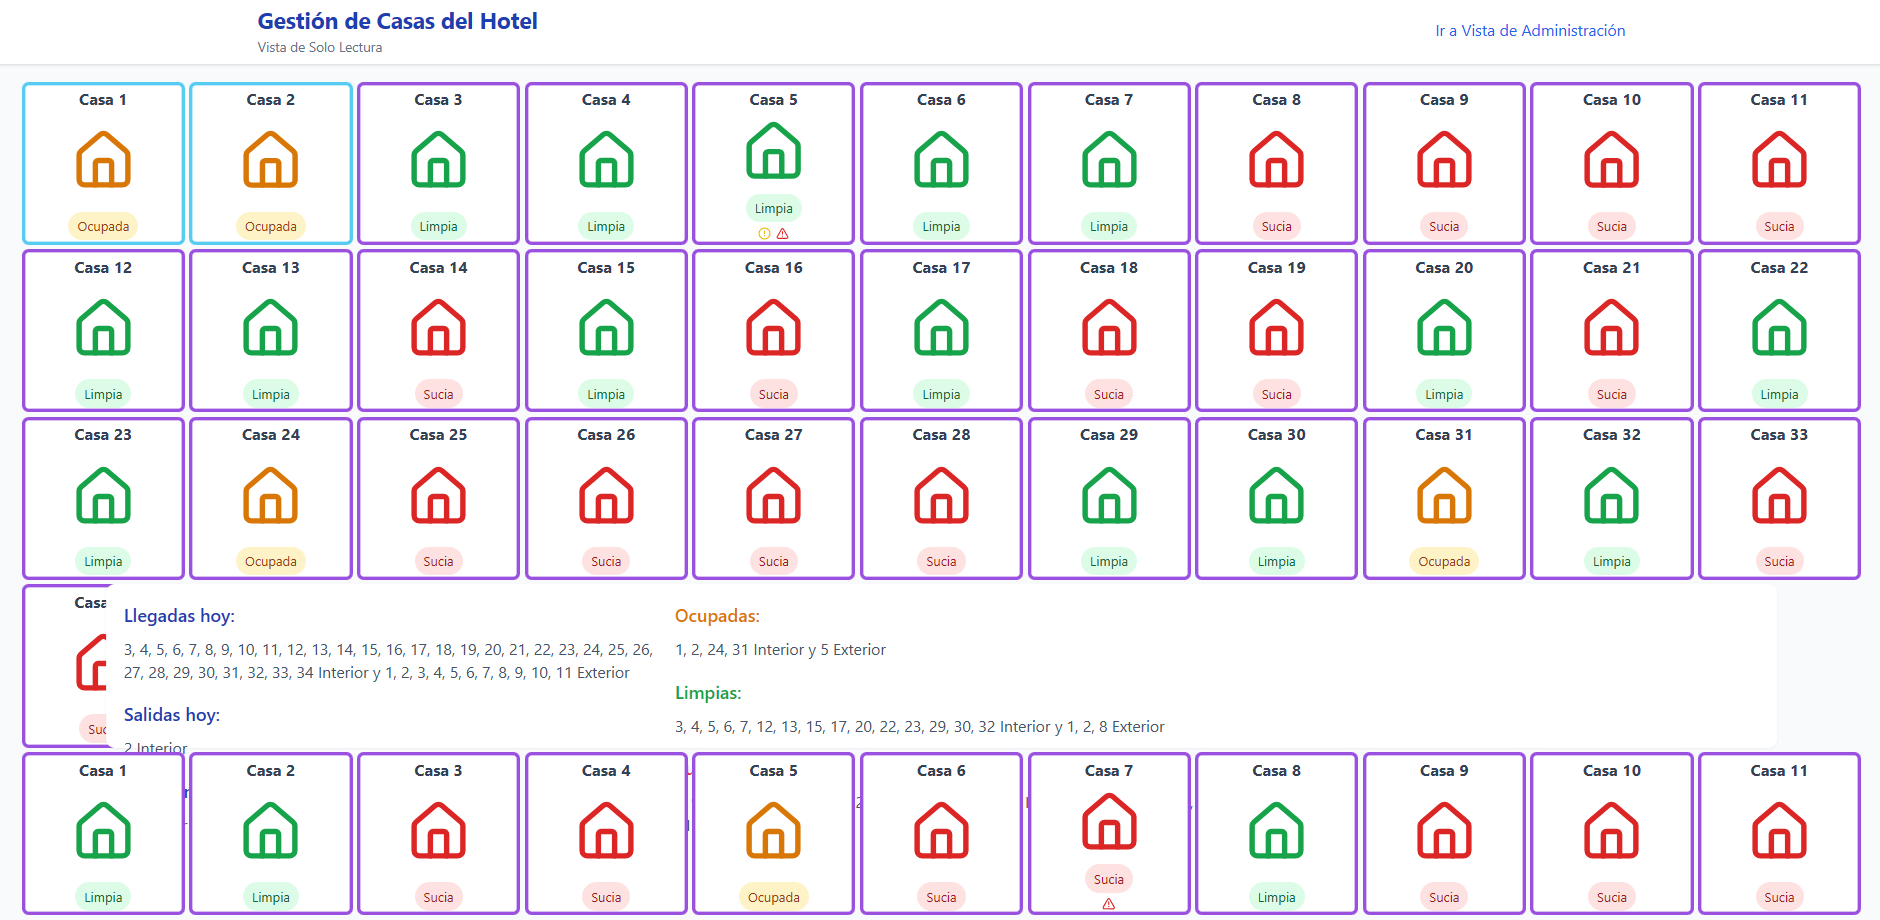 Gestión de Casas del Hotel
Vista de Solo Lectura
Ir a Vista de Administración
Casa 1
Casa 2
Casa 3
Casa 4
Casa 5
Casa 6
Casa 7
Casa 8
Casa 9
Casa 10
Casa 11
Ocupada
Ocupada
Limpia
Limpia
Limpia
Limpia
Limpia
Sucia
Sucia
Sucia
Sucia
Casa 12
Casa 13
Casa 14
Casa 15
Casa 16
Casa 17
Casa 18
Casa 19
Casa 20
Casa 21
Casa 22
Limpia
Limpia
Sucia
Limpia
Sucia
Limpia
Sucia
Sucia
Limpia
Sucia
Limpia
Casa 23
Casa 24
Casa 25
Casa 26
Casa 27
Casa 28
Casa 29
Casa 30
Casa 31
Casa 32
Casa 33
Limpia
Ocupada
Sucia
Sucia
Sucia
Sucia
Limpia
Limpia
Ocupada
Limpia
Sucia
Casa
Suc
Llegadas hoy:
3, 4, 5, 6, 7, 8, 9, 10, 11, 12, 13, 14, 15, 16, 17, 18, 19, 20, 21, 22, 23, 24, 25, 26,
27, 28, 29, 30, 31, 32, 33, 34 Interior y 1, 2, 3, 4, 5, 6, 7, 8, 9, 10, 11 Exterior
Salidas hoy:
2 Interior
Ocupadas:
1, 2, 24, 31 Interior y 5 Exterior
Limpias:
3, 4, 5, 6, 7, 12, 13, 15, 17, 20, 22, 23, 29, 30, 32 Interior y 1, 2, 8 Exterior
Casa 1
Casa 2
Casa 3
Casa 4
Casa 5
Casa 6
Casa 7
Casa 8
Casa 9
Casa 10
Casa 11
Limpia
Limpia
Sucia
Sucia
Ocupada
Sucia
Sucia
Limpia
Sucia
Sucia
Sucia